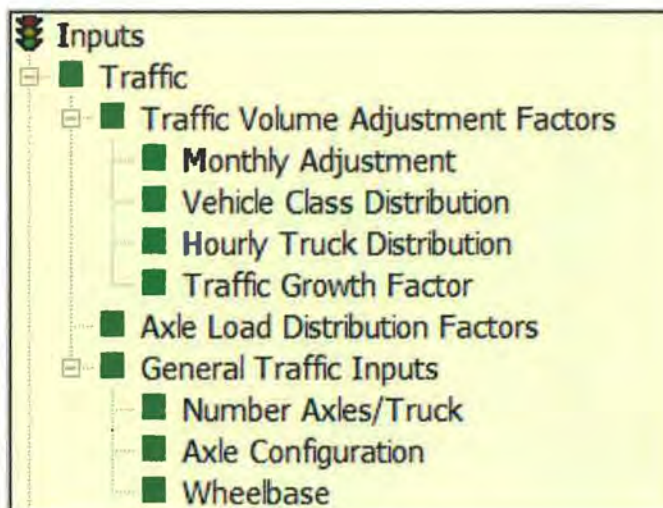 Inputs
Traffic
Traffic Volume Adjustment Factors
Monthly Adjustment
Vehicle Class Distribution
Hourly Truck Distribution
Traffic Growth Factor
Axle Load Distribution Factors
General Traffic Inputs
Number Axles/Truck
Axle Configuration
Wheelbase